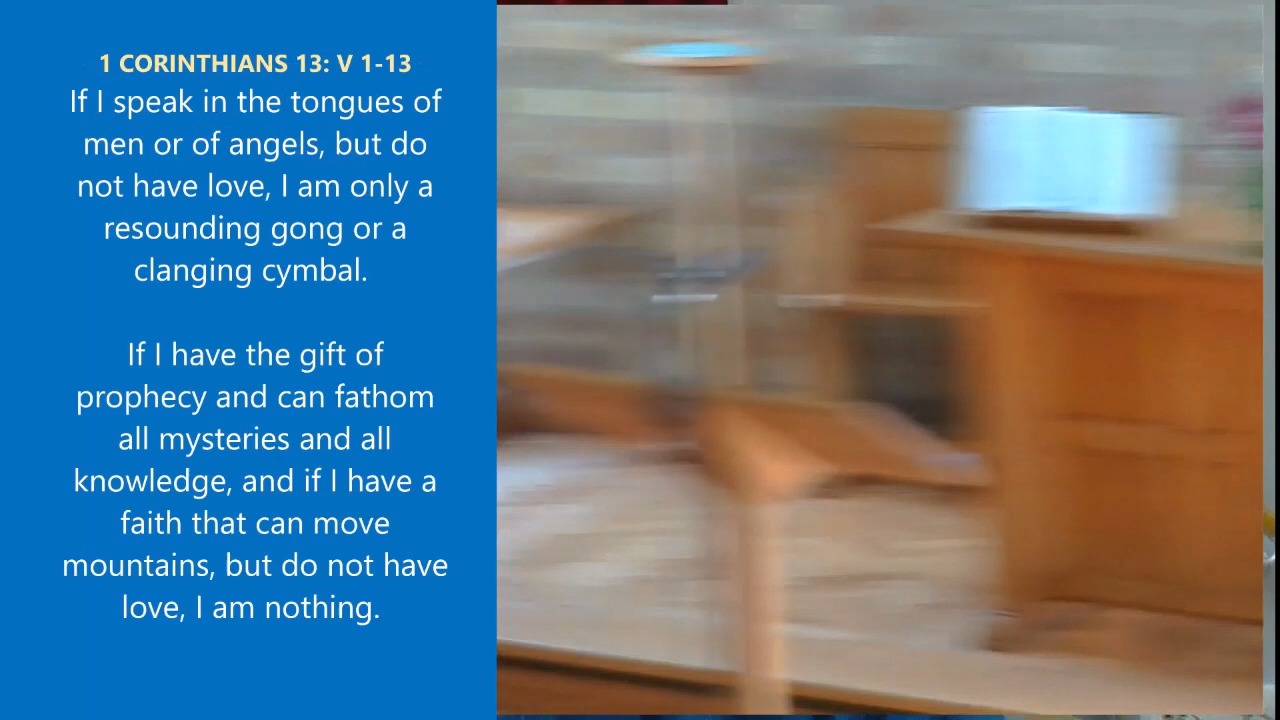 1 CORINTHIANS 13: V 1-13
If I speak in the tongues of
men or of angels, but do
not have love, I am only a
resounding gong or a
clanging cymbal.
If I have the gift of
prophecy and can fathom
all mysteries and all
knowledge, and if I have a
faith that can move
mountains, but do not have
love, I am nothing.